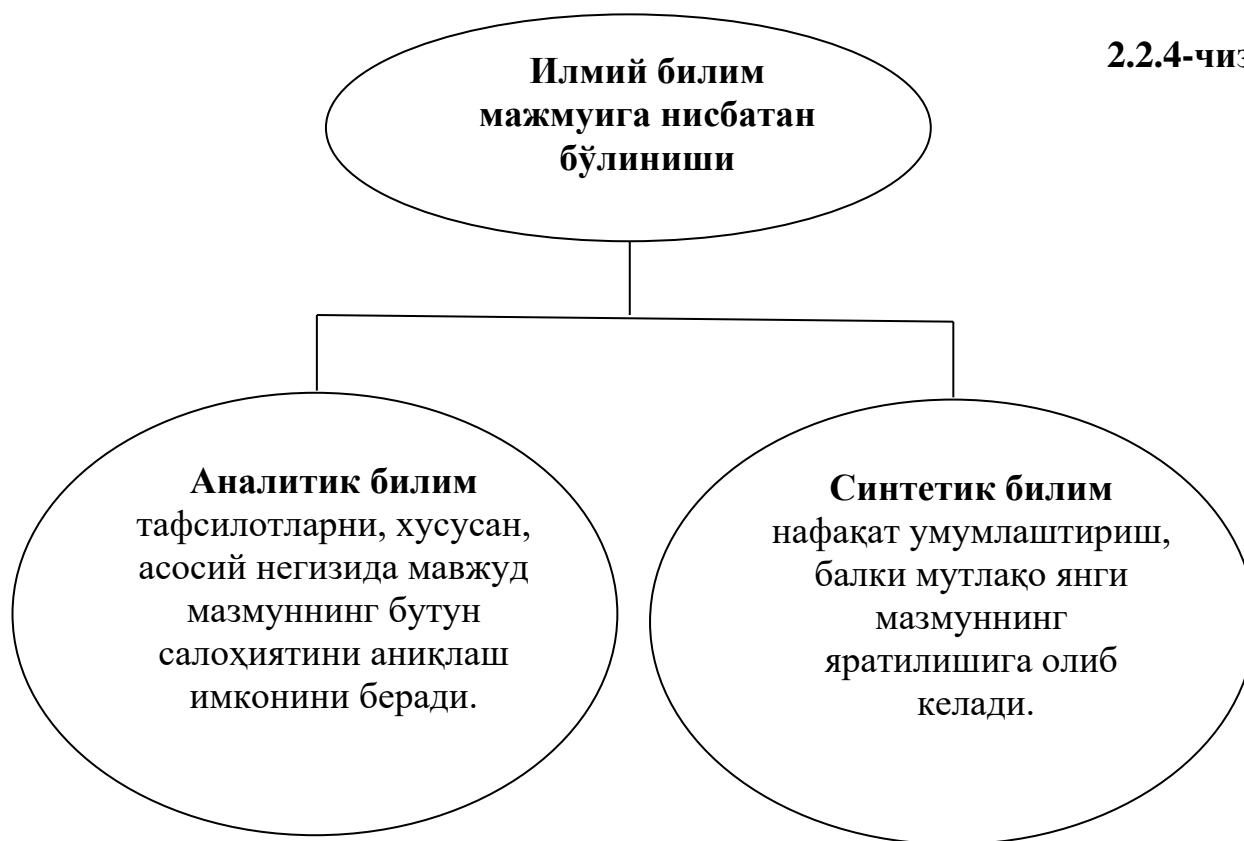 2.2.4-чиз
Илмий билим
мажмуига нисбатан
бўлиниши
Аналитик билим
тафсилотларни, хусусан,
асосий негизида мавжуд
мазмуннинг бутун
салоҳиятини аниқлаш
имконини беради.
Синтетик билим
нафақат умумлаштириш,
балки мутлақо янги
мазмуннинг
яратилишига олиб
келади.